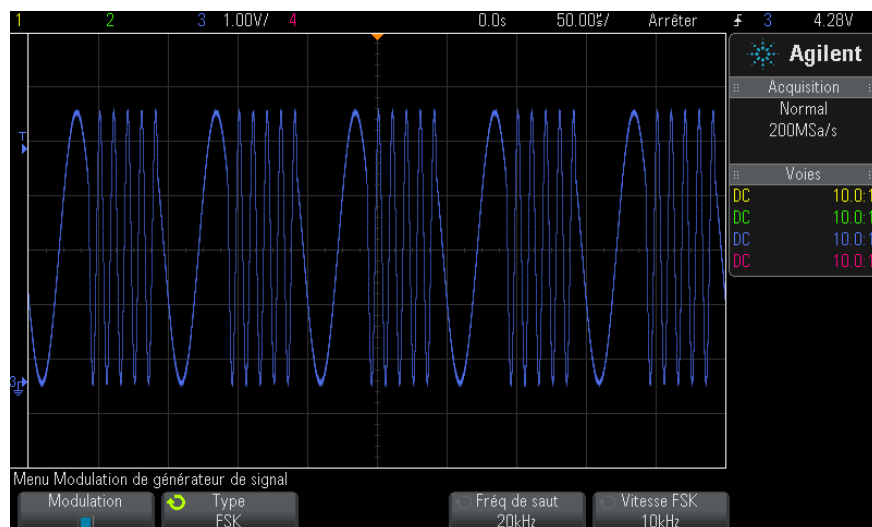 1 2 3 1.00V/ 4 0.0s 50.00㎲/ Arrêter 3 4.28V
Agilent
Acquisition
Normal
200MSa/s
Voies
DC 10.0:1
DC 10.0:1
DC 10.0:1
DC 10.0:1
T
3
Menu Modulation de générateur de signal
Modulation
Type
FSK
Fréq de saut
20kHz
Vitesse FSK
10kHz